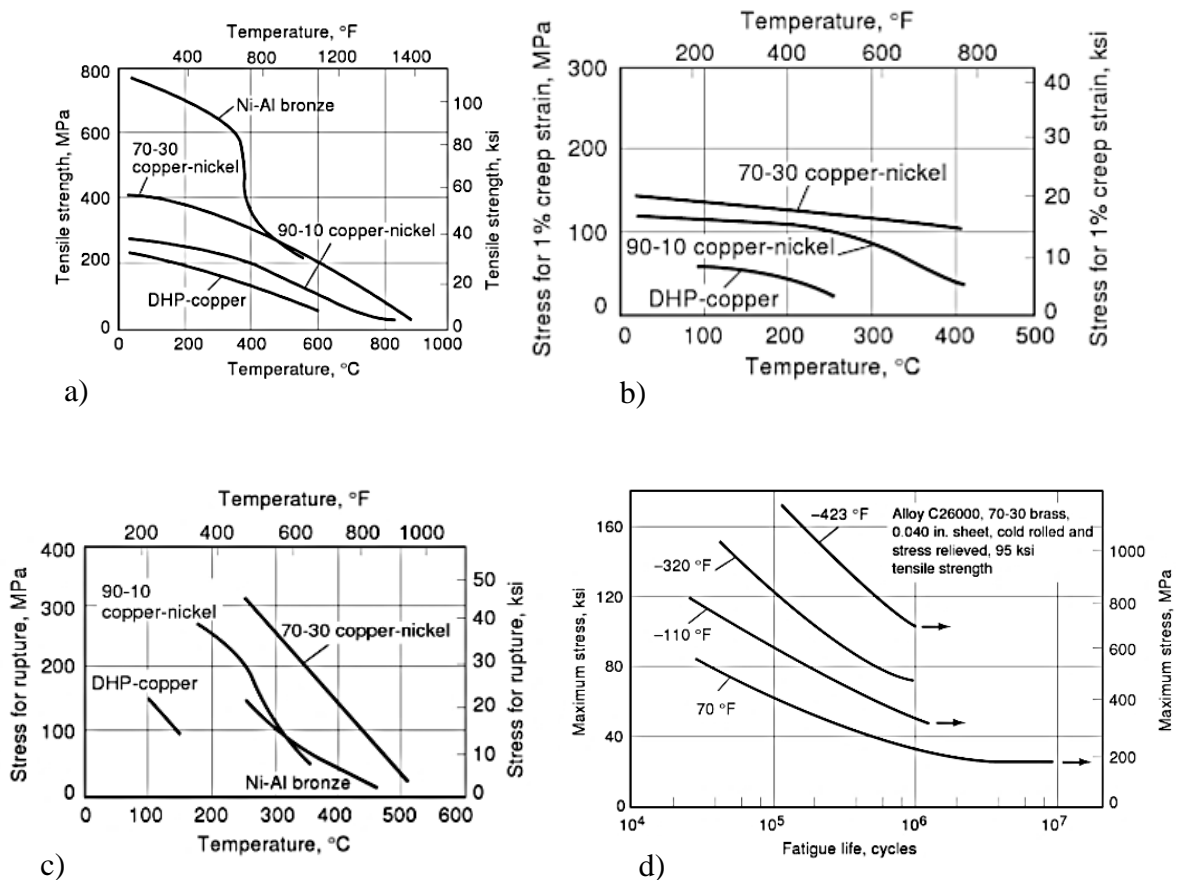 Temperature, °F
400 800 1000 1200 1400
800
600
400
200
0
Tensile strength, MPa
Ni-Al bronze
70-30
copper-nickel
90-10 copper-nickel
DHP-copper
100
80
60
40
20
0
Tensile strength, ksi
0 200 400 600 800 1000
Temperature, °C
a)
Temperature, °F
200 400 600 800
300
200
100
0
Stress for 1% creep strain, MPa
70-30 copper-nickel
90-10 copper-nickel
DHP-copper
40
30
20
10
0
Stress for 1% creep strain, ksi
0 100 200 300 400 500
Temperature, °C
b)
Temperature, °F
200 400 600 800 1000
400
300
200
100
0
Stress for rupture, MPa
90-10
copper-nickel
70-30 copper-nickel
DHP-copper
Ni-Al bronze
50
40
30
20
10
0
Stress for rupture, ksi
0 100 200 300 400 500 600
Temperature, °C
c)
160
120
80
40
0
Maximum stress, ksi
−423 °F
−320 °F
−110 °F
70 °F
Alloy C26000, 70-30 brass,
0.040 in. sheet, cold rolled and
stress relieved, 95 ksi
tensile strength
1000
800
600
400
200
0
Maximum stress, MPa
10⁴ 10⁵ 10⁶ 10⁷
Fatigue life, cycles
d)